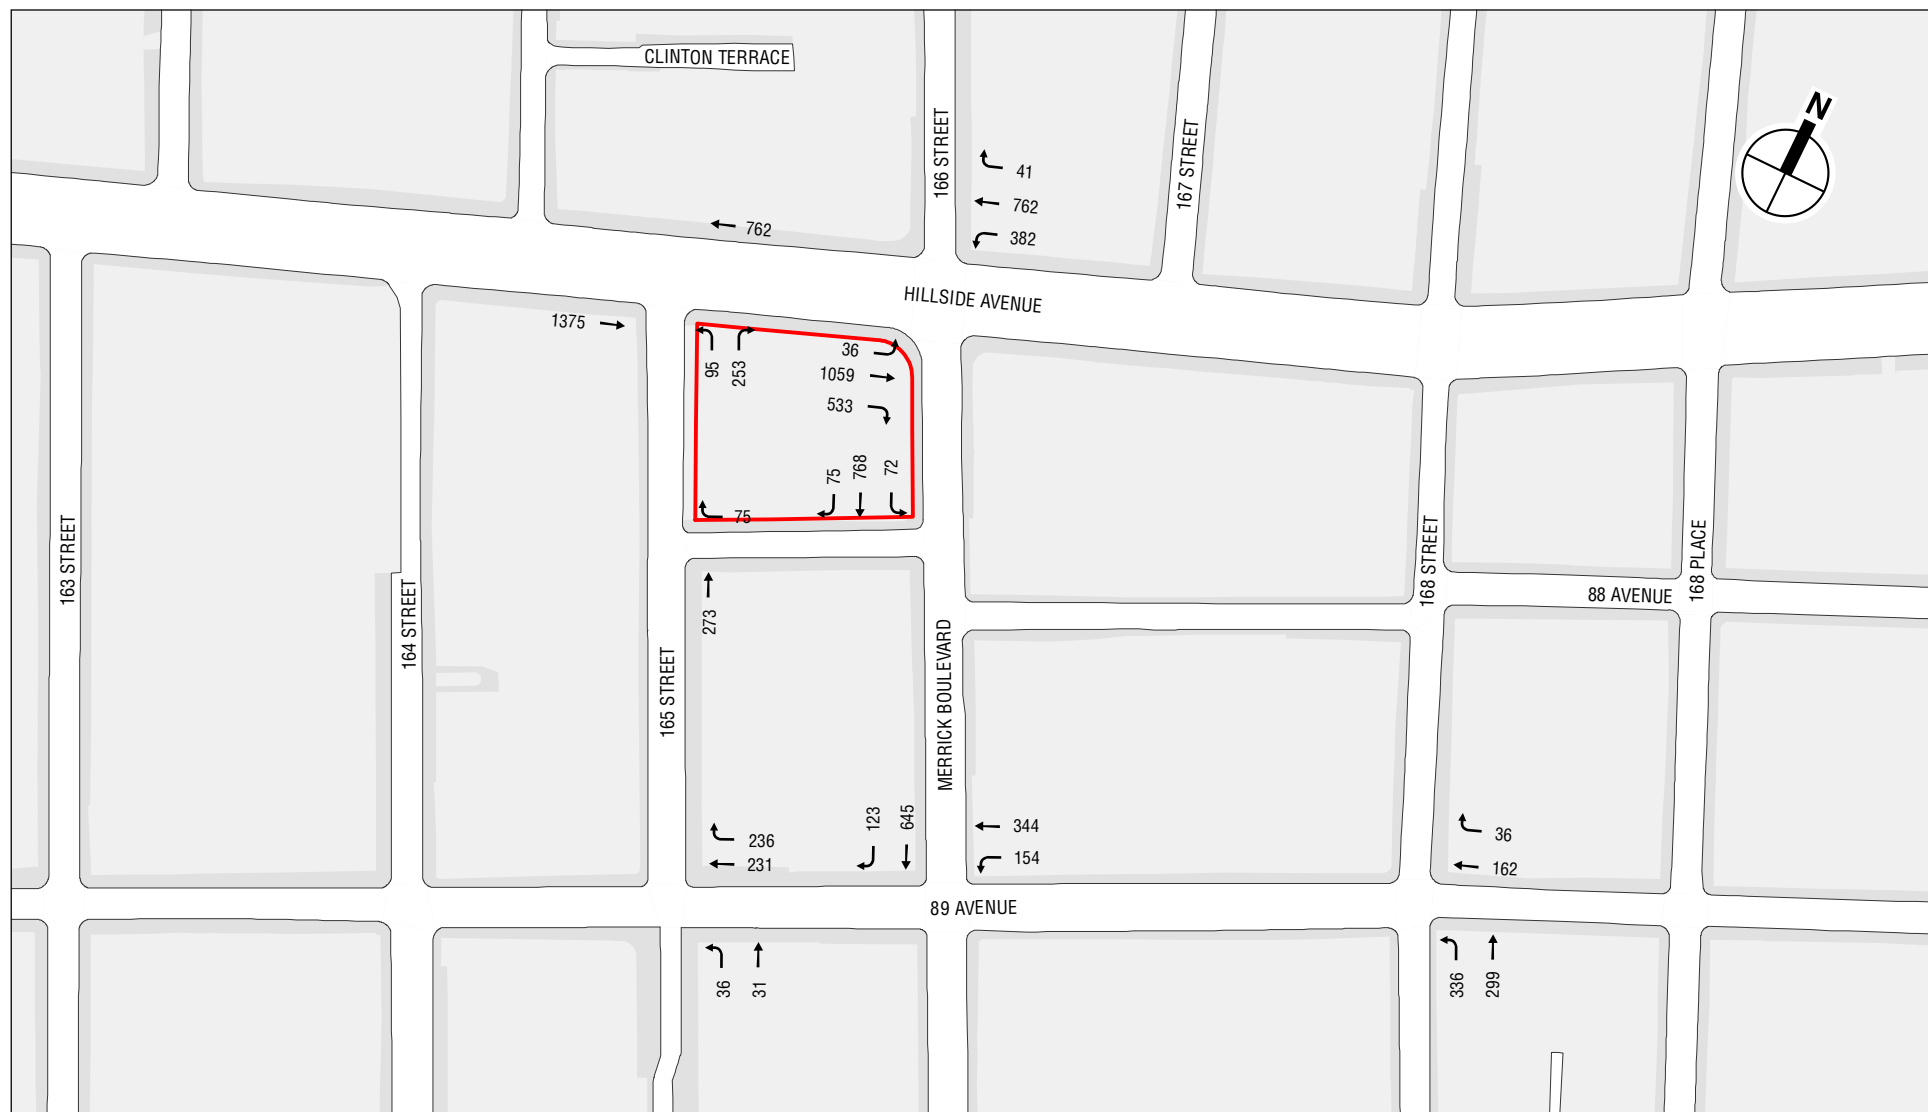 CLINTON TERRACE
N
166 STREET
167 STREET
41
762
382
762
HILLSIDE AVENUE
1375
95
253
36
1059
533
75
768
72
75
163 STREET
164 STREET
165 STREET
273
MERRICK BOULEVARD
168 STREET
88 AVENUE
168 PLACE
236
231
123
645
344
154
36
162
89 AVENUE
36
31
336
299